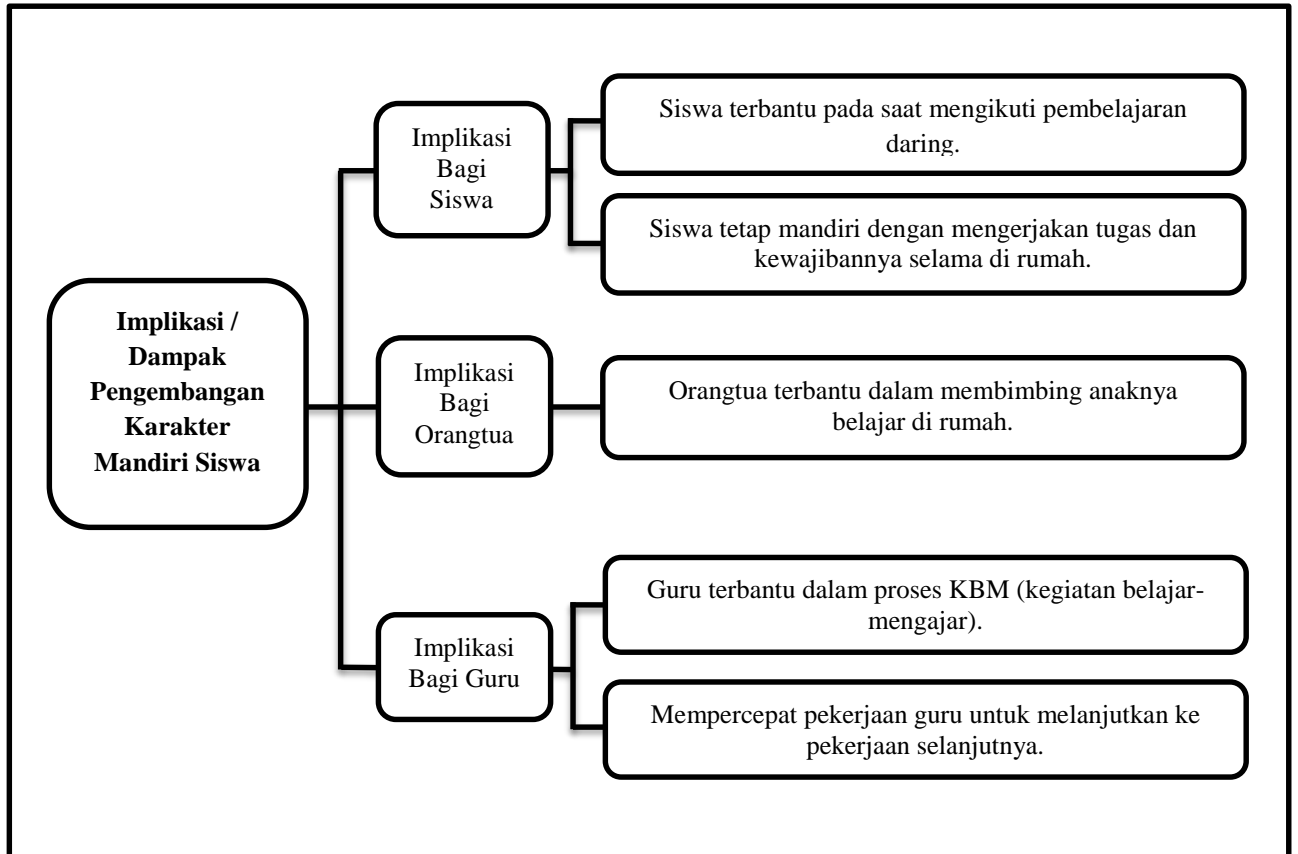 Implikasi /
Dampak
Pengembangan
Karakter
Mandiri Siswa
Implikasi
Bagi
Siswa
Siswa terbantu pada saat mengikuti pembelajaran
daring.
Siswa tetap mandiri dengan mengerjakan tugas dan
kewajibannya selama di rumah.
Implikasi
Bagi
Orangtua
Orangtua terbantu dalam membimbing anaknya
belajar di rumah.
Implikasi
Bagi Guru
Guru terbantu dalam proses KBM (kegiatan belajar-
mengajar).
Mempercepat pekerjaan guru untuk melanjutkan ke
pekerjaan selanjutnya.